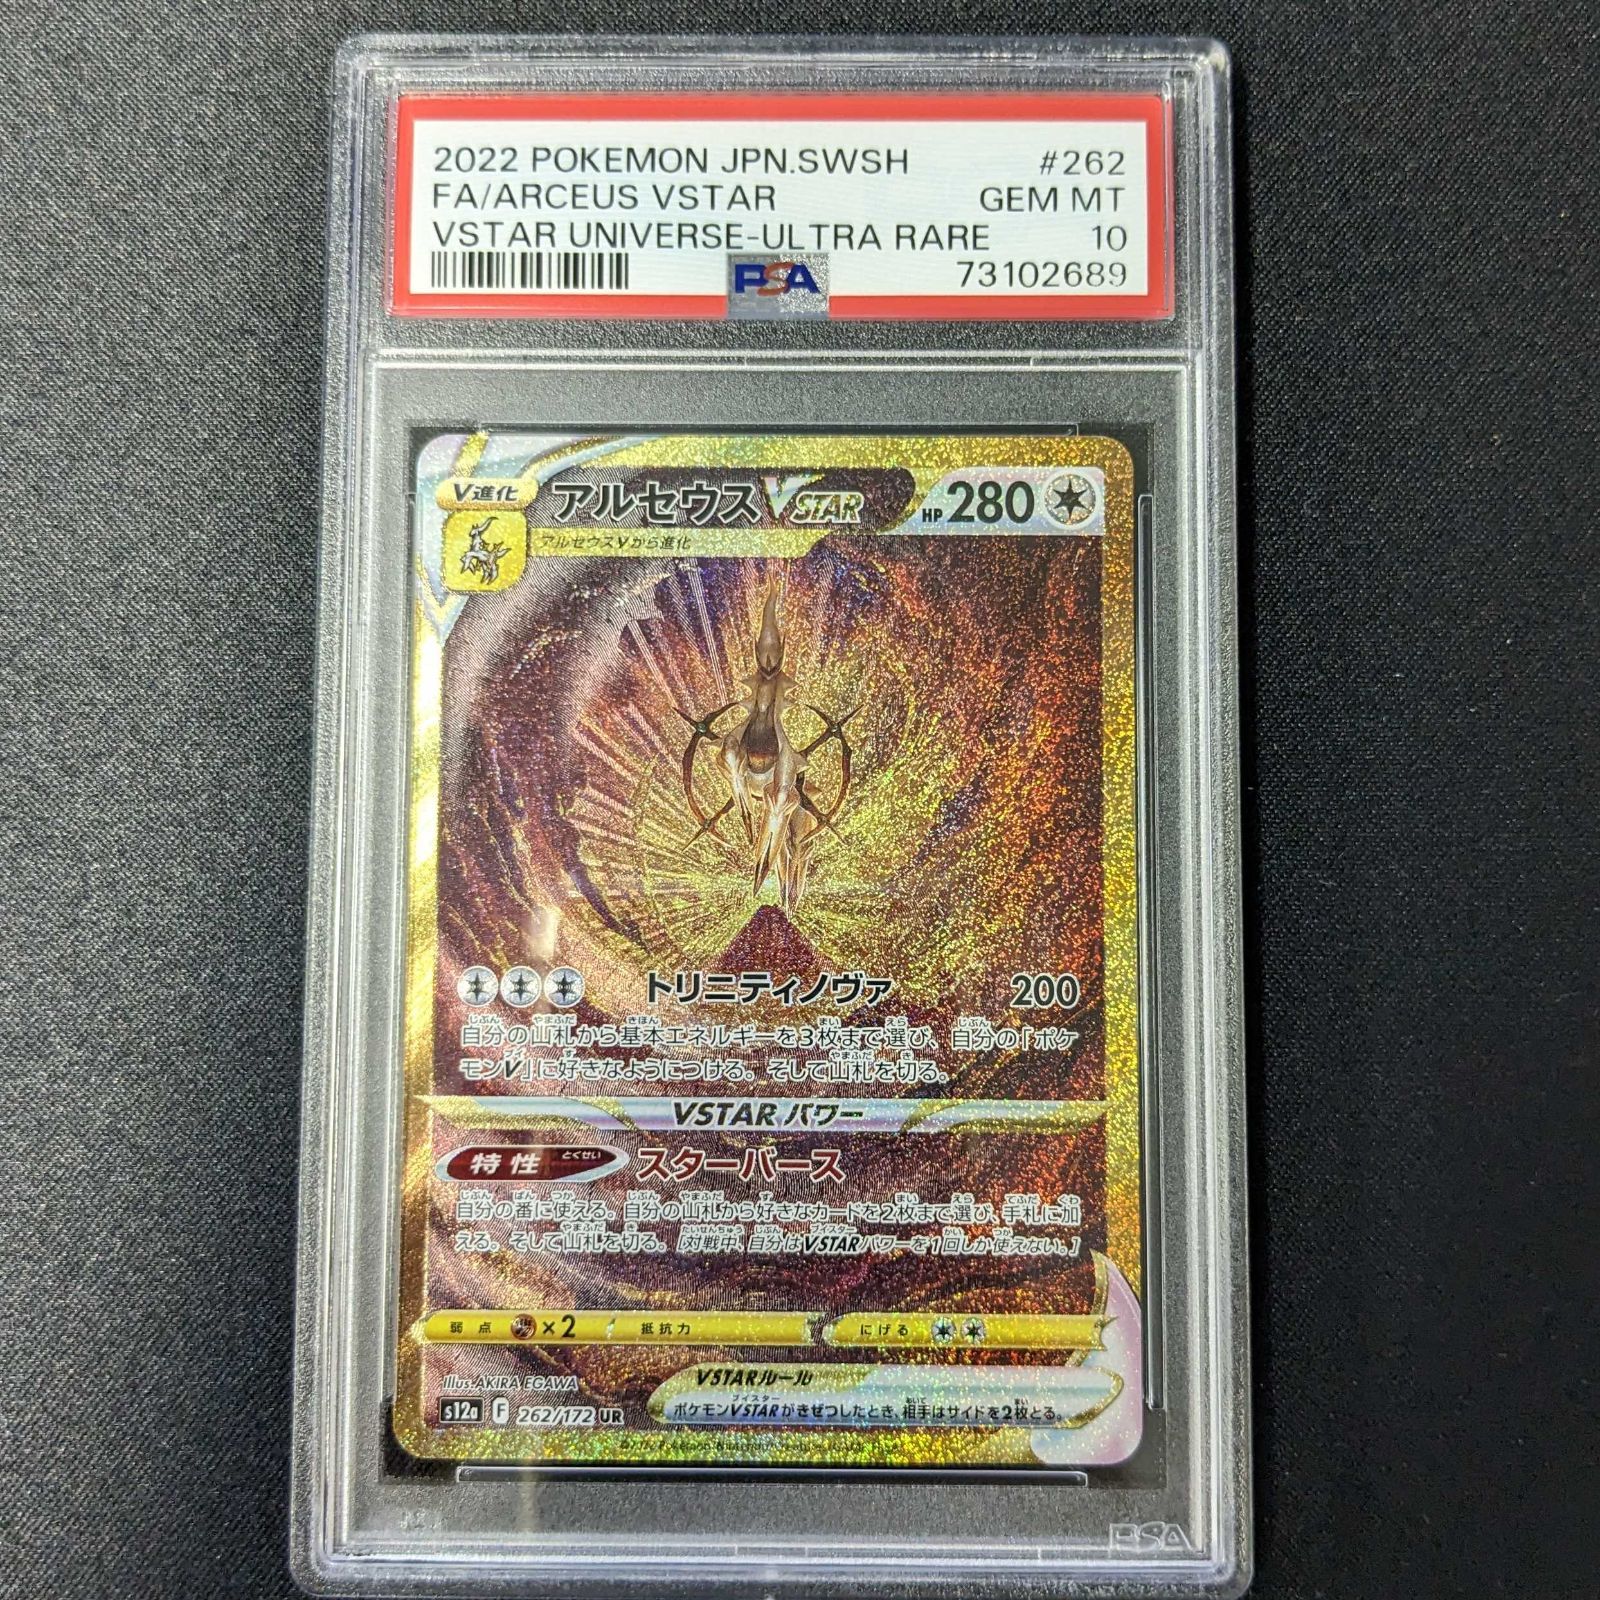 2022 POKEMON JPN.SWSH #262
FA/ARCEUS VSTAR GEM MT
VSTAR UNIVERSE-ULTRA RARE 10
PSA 73102689
V進化 アルセウスVSTAR HP 280
アルセウスVから進化
トリニティノヴァ 200
自分の山札から基本エネルギーを3枚まで選び、自分の「ポケ
モンV」に好きなようにつける。そして山札を切る。
VSTARパワー
特性 とくせい スターバース
自分の番に使える。自分の山札から好きなカードを2枚まで選び、手札に加
える。そして山札を切る。[対戦中、自分はVSTARパワーを1回しか使えない。]
弱点 ×2 抵抗力 にげる
Illus. AKIRA EGAWA
VSTARルール
ポケモンVSTARがきぜつしたとき、相手はサイドを2枚とる。
s12a F 262/172 UR
PSA